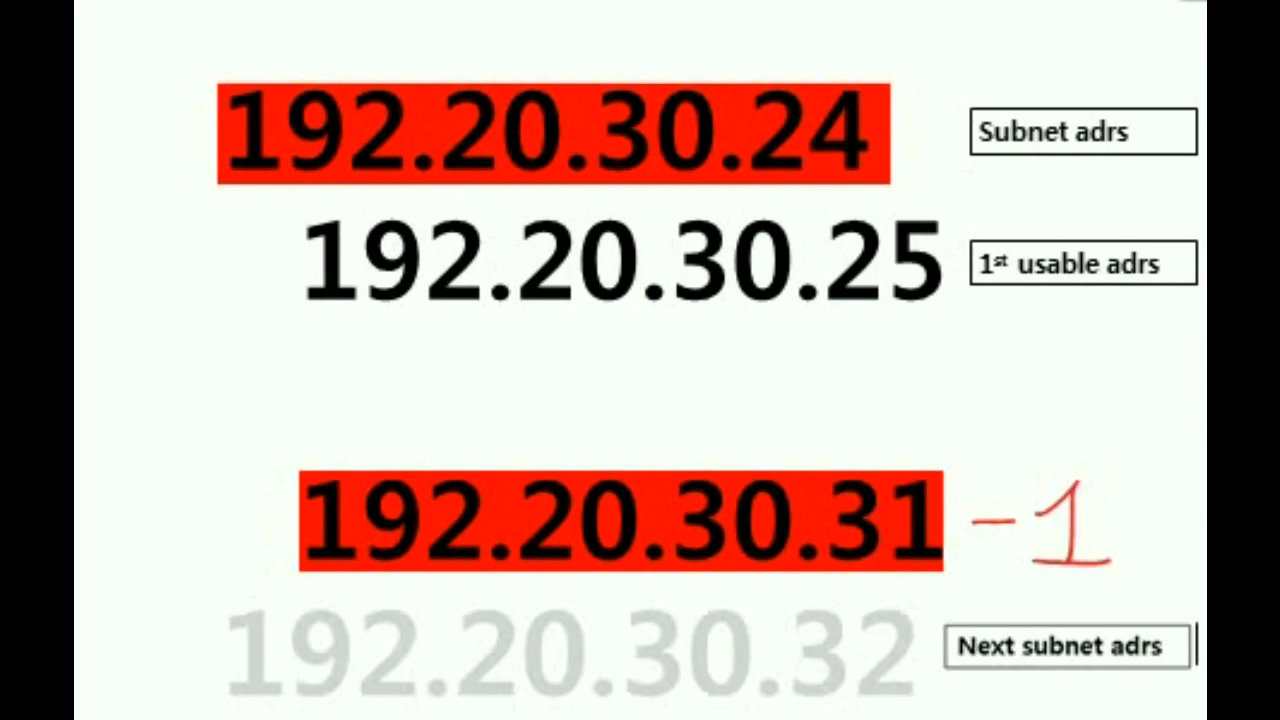 192.20.30.24 Subnet adrs
192.20.30.25 1st usable adrs
192.20.30.31 -1
192.20.30.32 Next subnet adrs